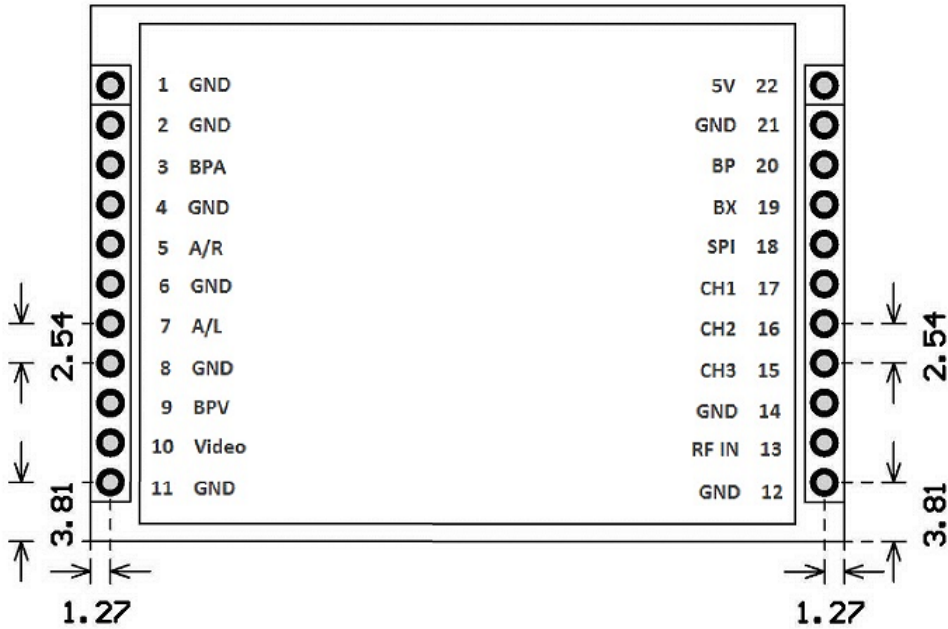 1 GND 5V 22
2 GND GND 21
3 BPA BP 20
4 GND BX 19
5 A/R SPI 18
6 GND CH1 17
7 A/L CH2 16
8 GND CH3 15
9 BPV GND 14
10 Video RF IN 13
11 GND GND 12
2.54 2.54
3.81 3.81
1.27 1.27